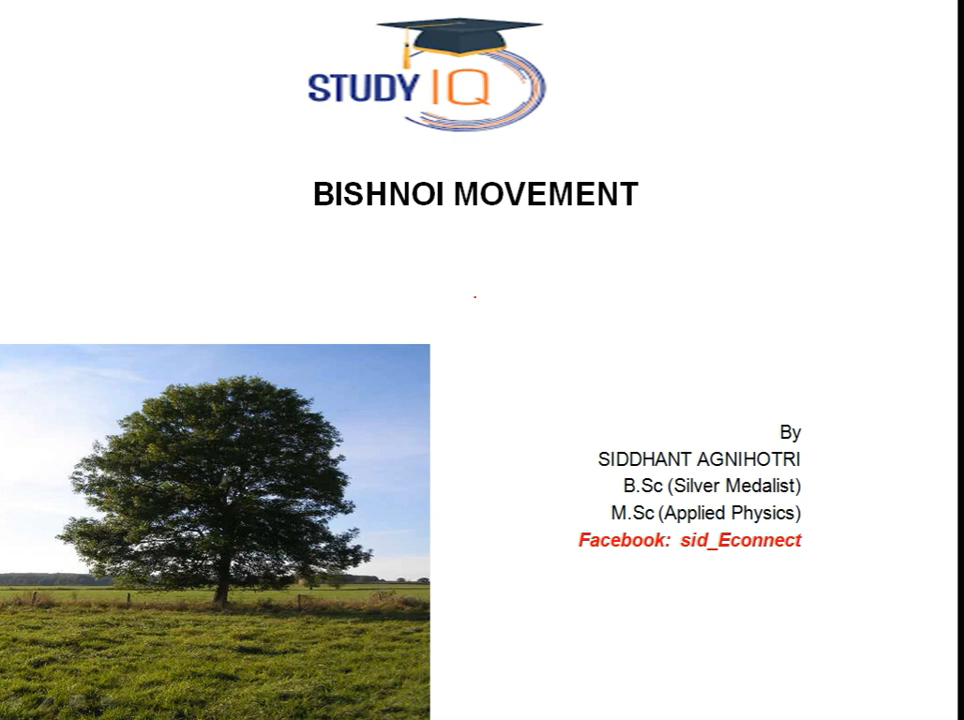 STUDY IQ
BISHNOI MOVEMENT
By
SIDDHANT AGNIHOTRI
B.Sc (Silver Medalist)
M.Sc (Applied Physics)
Facebook: sid_Econnect